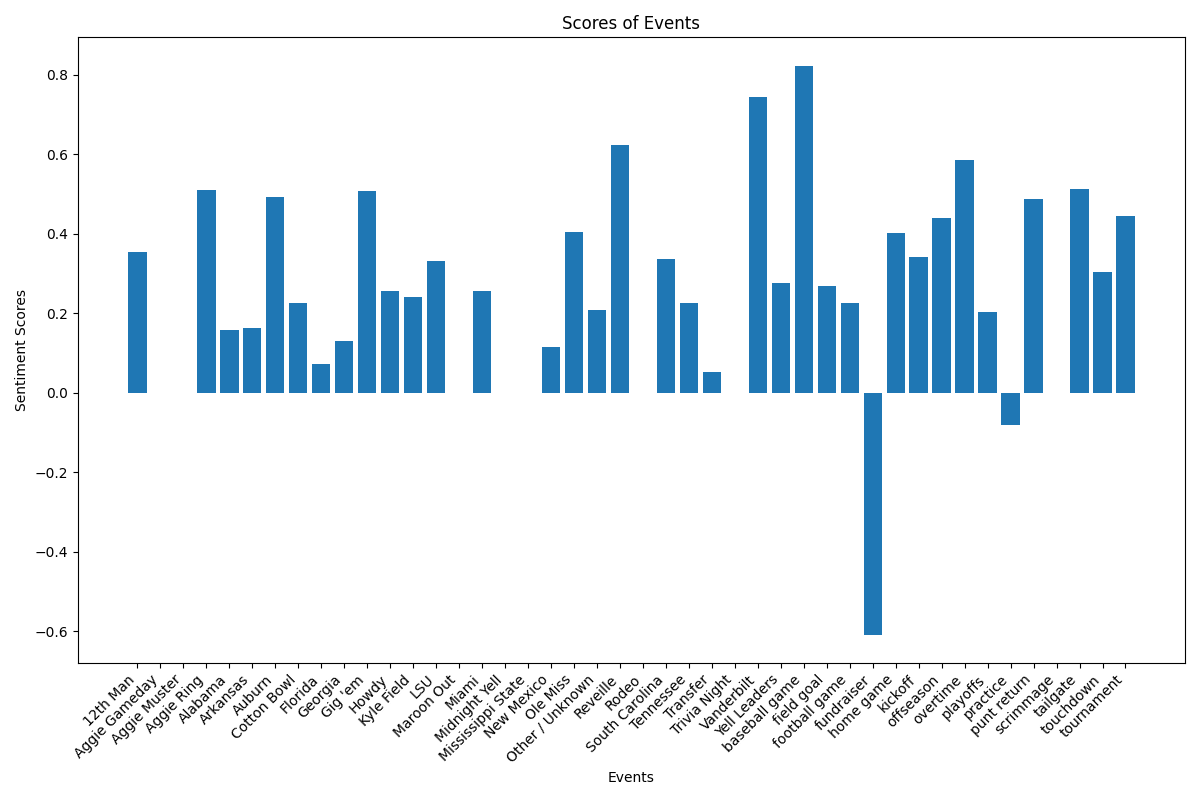 Scores of Events
Sentiment Scores
0.8
0.6
0.4
0.2
0.0
−0.2
−0.4
−0.6
12th Man
Aggie Gameday
Aggie Muster
Aggie Ring
Alabama
Arkansas
Auburn
Cotton Bowl
Florida
Georgia
Gig 'em
Howdy
Kyle Field
LSU
Maroon Out
Miami
Midnight Yell
Mississippi State
New Mexico
Ole Miss
Other / Unknown
Reveille
Rodeo
South Carolina
Tennessee
Transfer
Trivia Night
Vanderbilt
Yell Leaders
baseball game
field goal
football game
fundraiser
home game
kickoff
offseason
overtime
playoffs
practice
punt return
scrimmage
tailgate
touchdown
tournament
Events